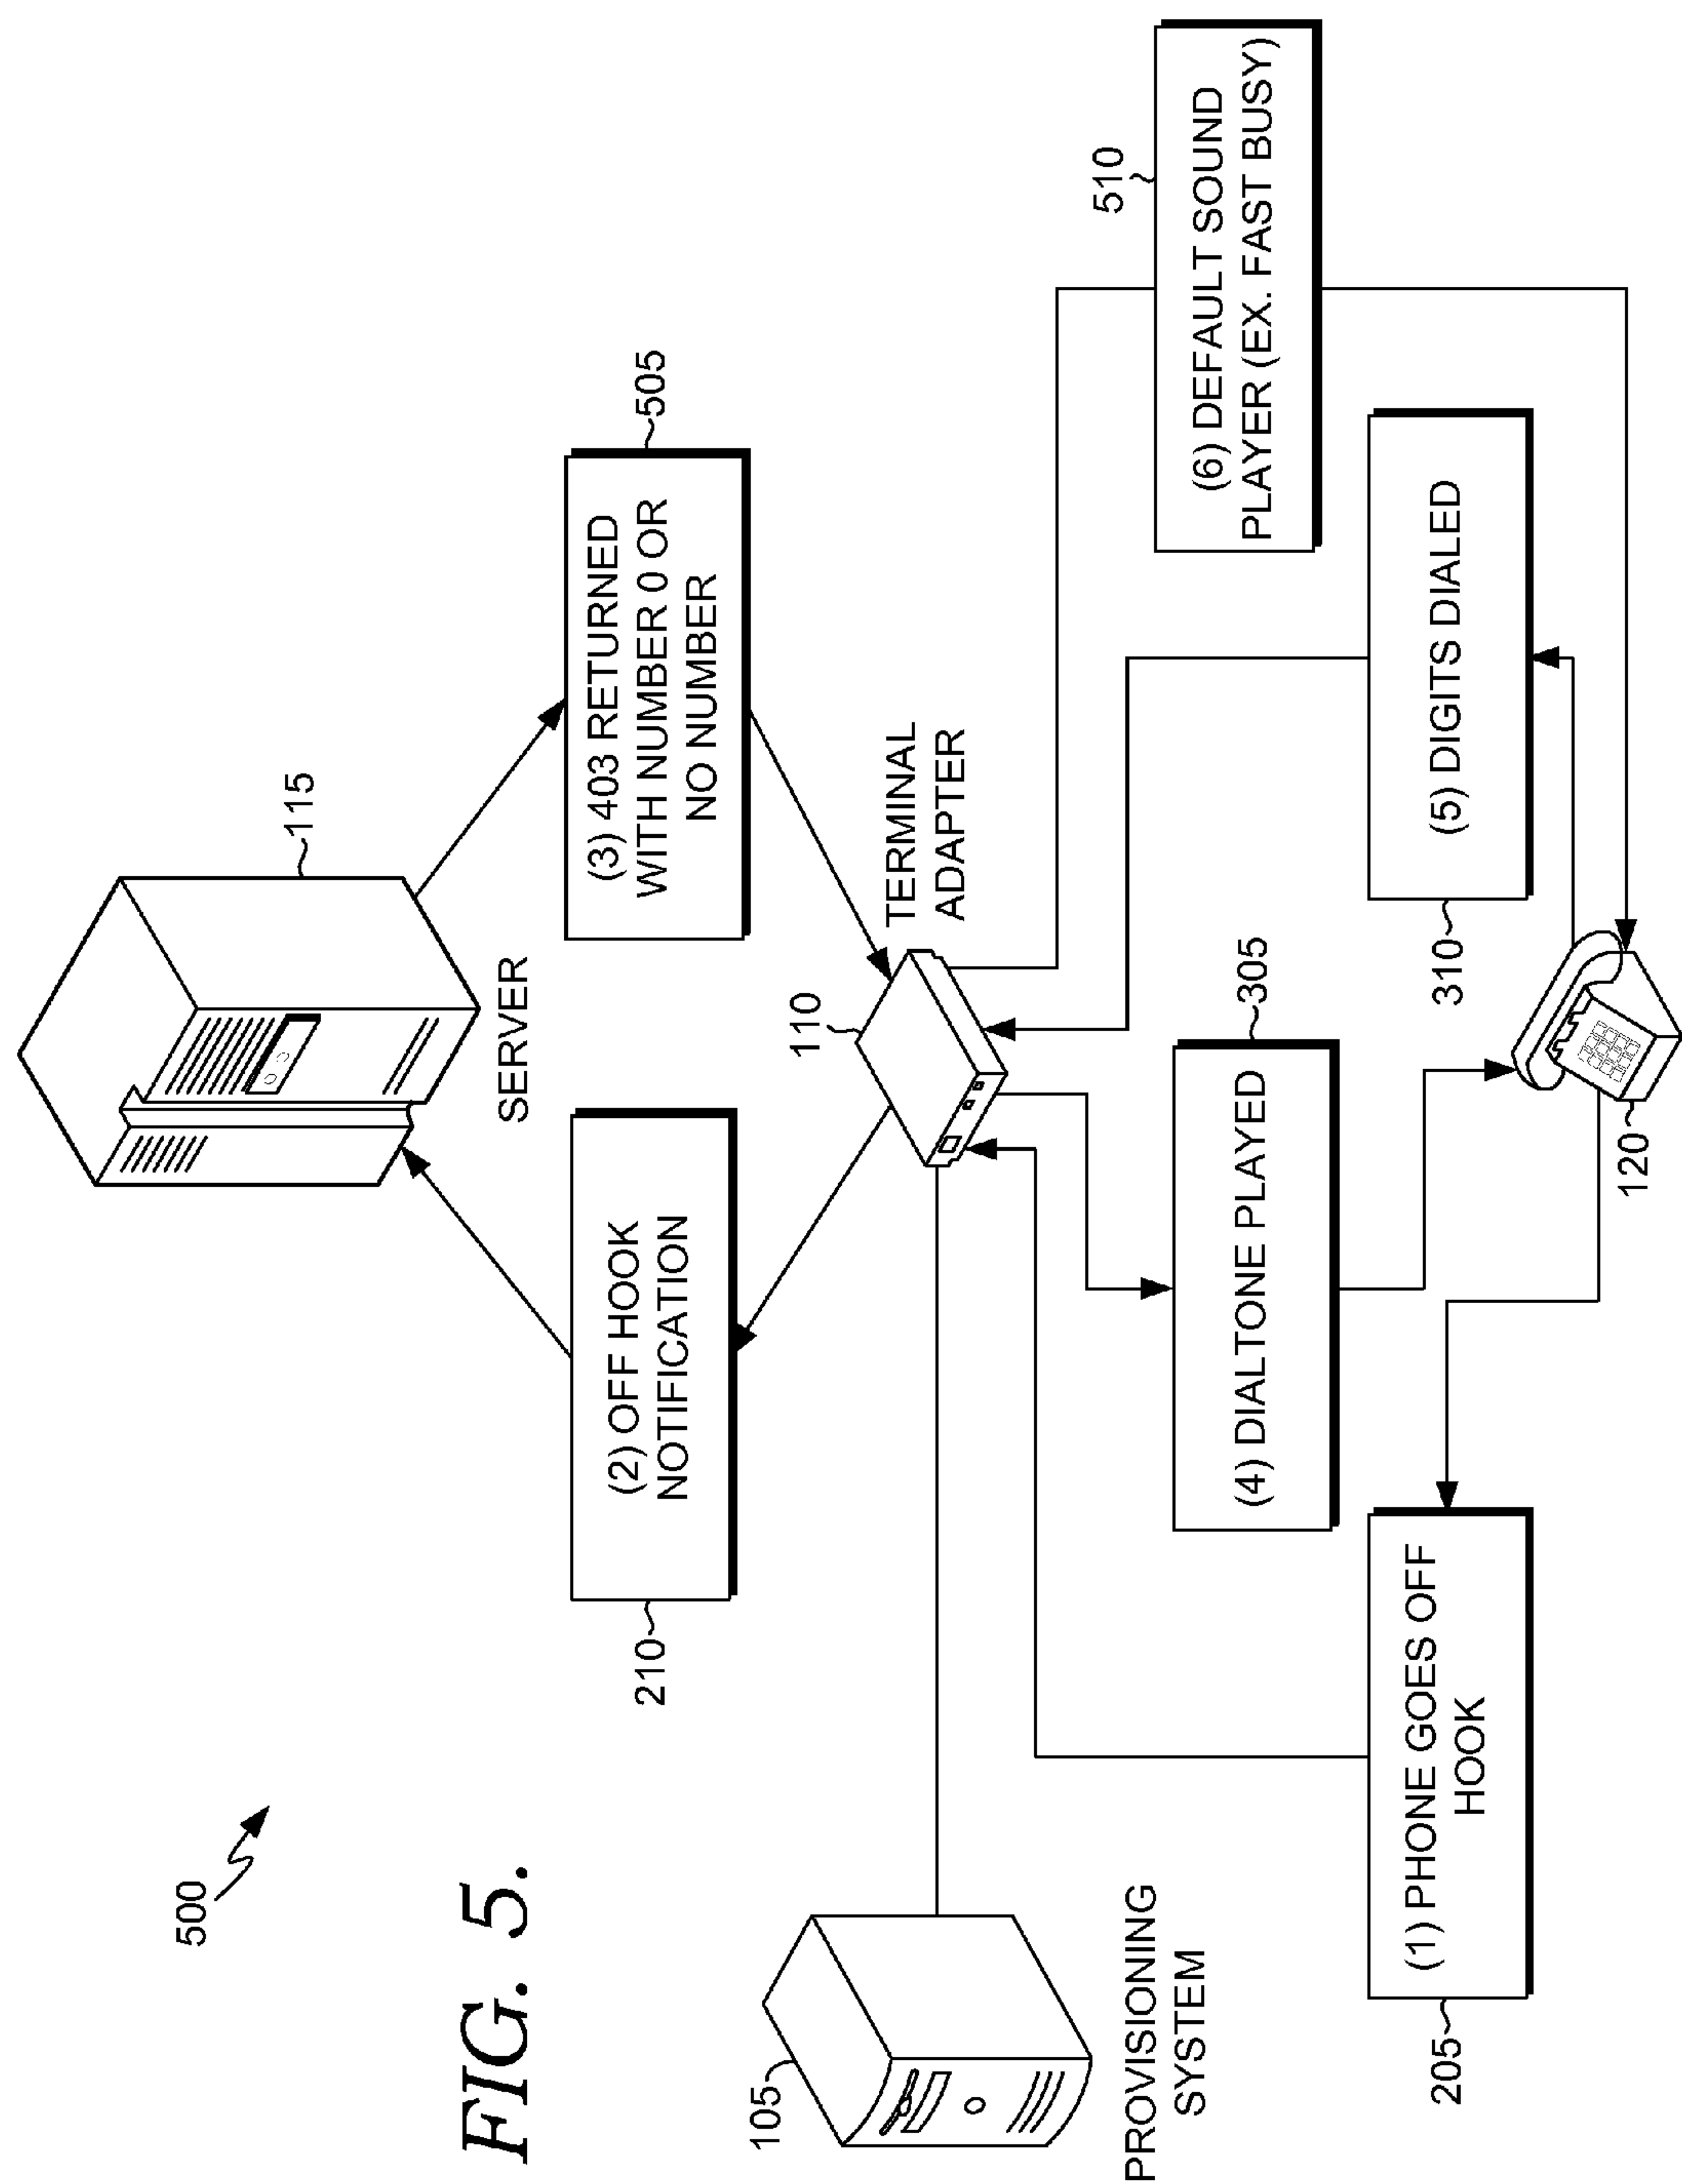 500
FIG. 5.
115
SERVER
(2) OFF HOOK
NOTIFICATION
210
(3) 403 RETURNED
WITH NUMBER 0 OR
NO NUMBER
505
105
PROVISIONING
SYSTEM
110
TERMINAL
ADAPTER
(4) DIALTONE PLAYED
305
510
(6) DEFAULT SOUND
PLAYER (EX. FAST BUSY)
(1) PHONE GOES OFF
HOOK
205
(5) DIGITS DIALED
310
120